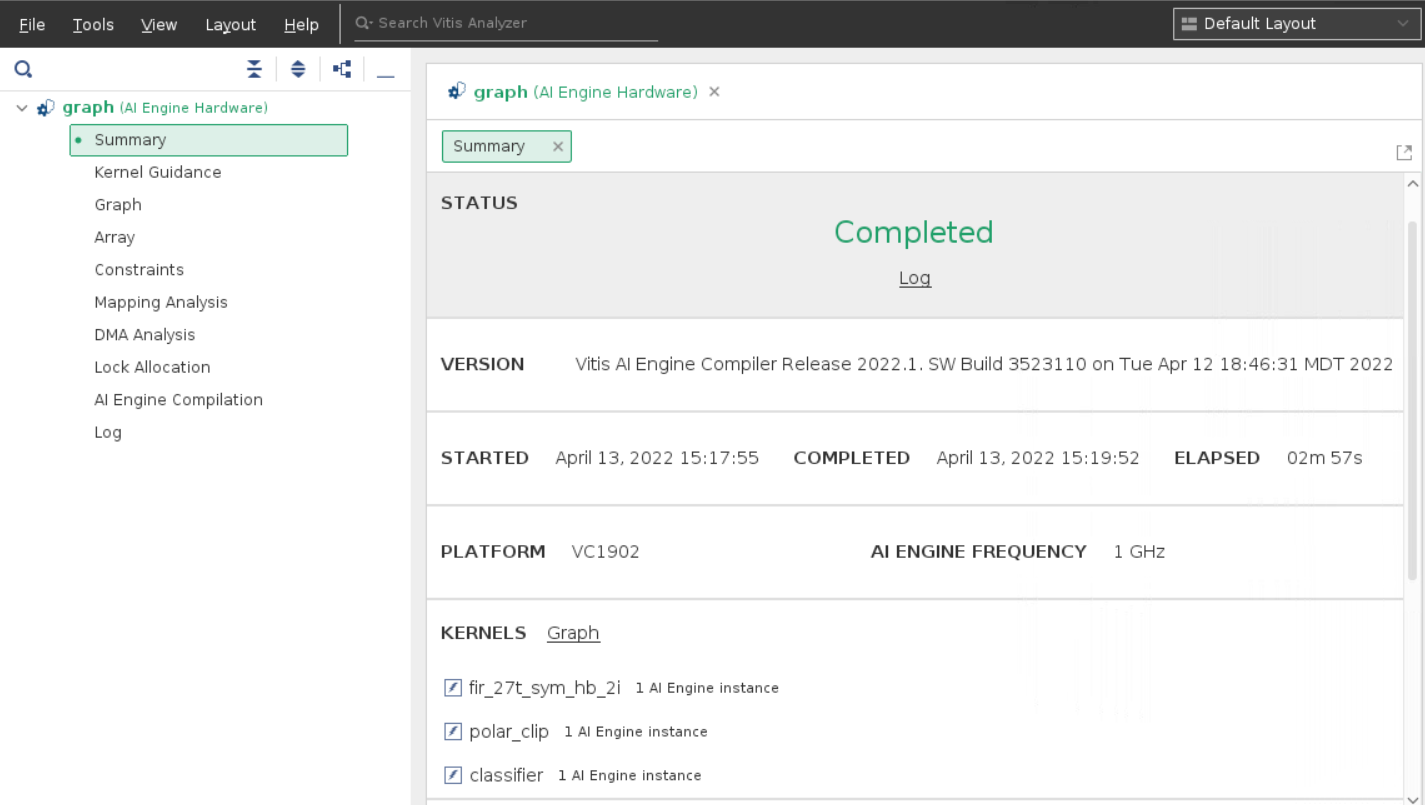 File Tools View Layout Help Search Vitis Analyzer Default Layout
graph (AI Engine Hardware)
Summary
Kernel Guidance
Graph
Array
Constraints
Mapping Analysis
DMA Analysis
Lock Allocation
AI Engine Compilation
Log
graph (AI Engine Hardware)
Summary
STATUS
Completed
Log
VERSION Vitis AI Engine Compiler Release 2022.1. SW Build 3523110 on Tue Apr 12 18:46:31 MDT 2022
STARTED April 13, 2022 15:17:55 COMPLETED April 13, 2022 15:19:52 ELAPSED 02m 57s
PLATFORM VC1902 AI ENGINE FREQUENCY 1 GHz
KERNELS Graph
fir_27t_sym_hb_2i 1 AI Engine instance
polar_clip 1 AI Engine instance
classifier 1 AI Engine instance